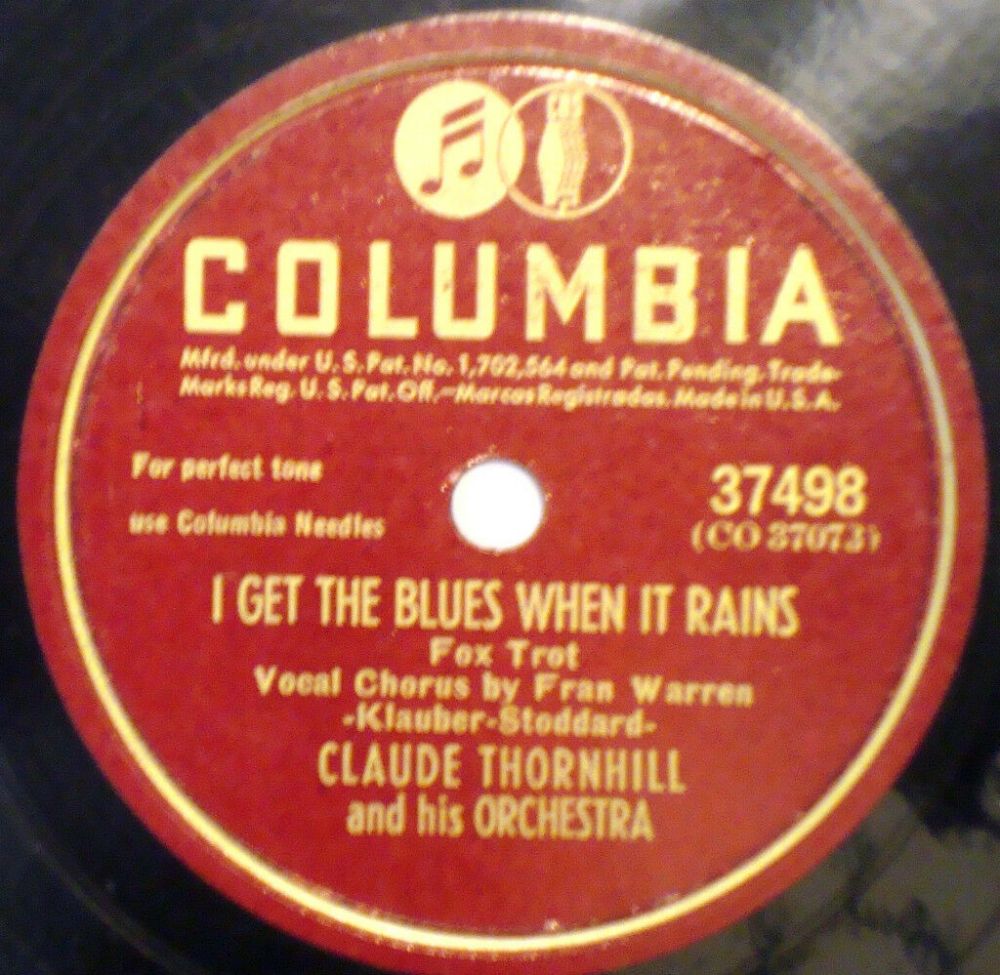 COLUMBIA
Mfrd. under U.S. Pat. No. 1,702,564 and Pat. Pending. Trade-
Marks Reg. U.S. Pat. Off.-Marcas Registradas. Made in U.S.A.
For perfect tone
37498
use Columbia Needles
(CO 37073)
I GET THE BLUES WHEN IT RAINS
Fox Trot
Vocal Chorus by Fran Warren
-Klauber-Stoddard-
CLAUDE THORNHILL
and his ORCHESTRA